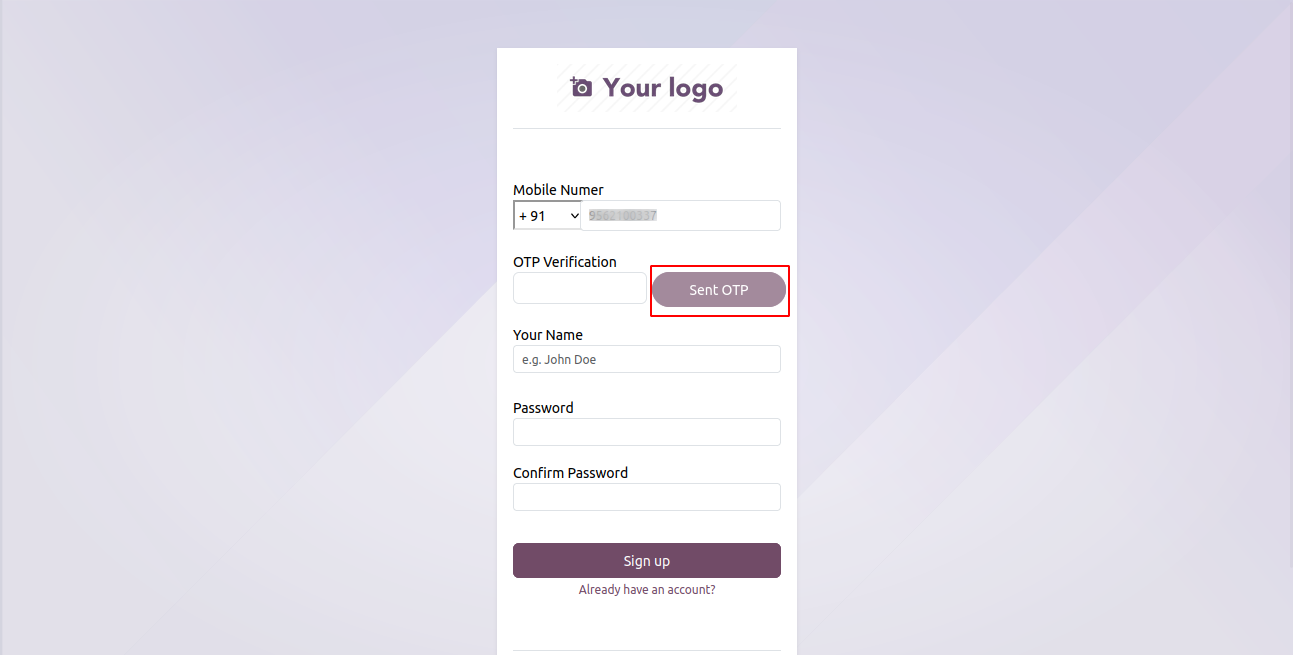 Your logo
Mobile Numer
+ 91
OTP Verification
Sent OTP
Your Name
e.g. John Doe
Password
Confirm Password
Sign up
Already have an account?